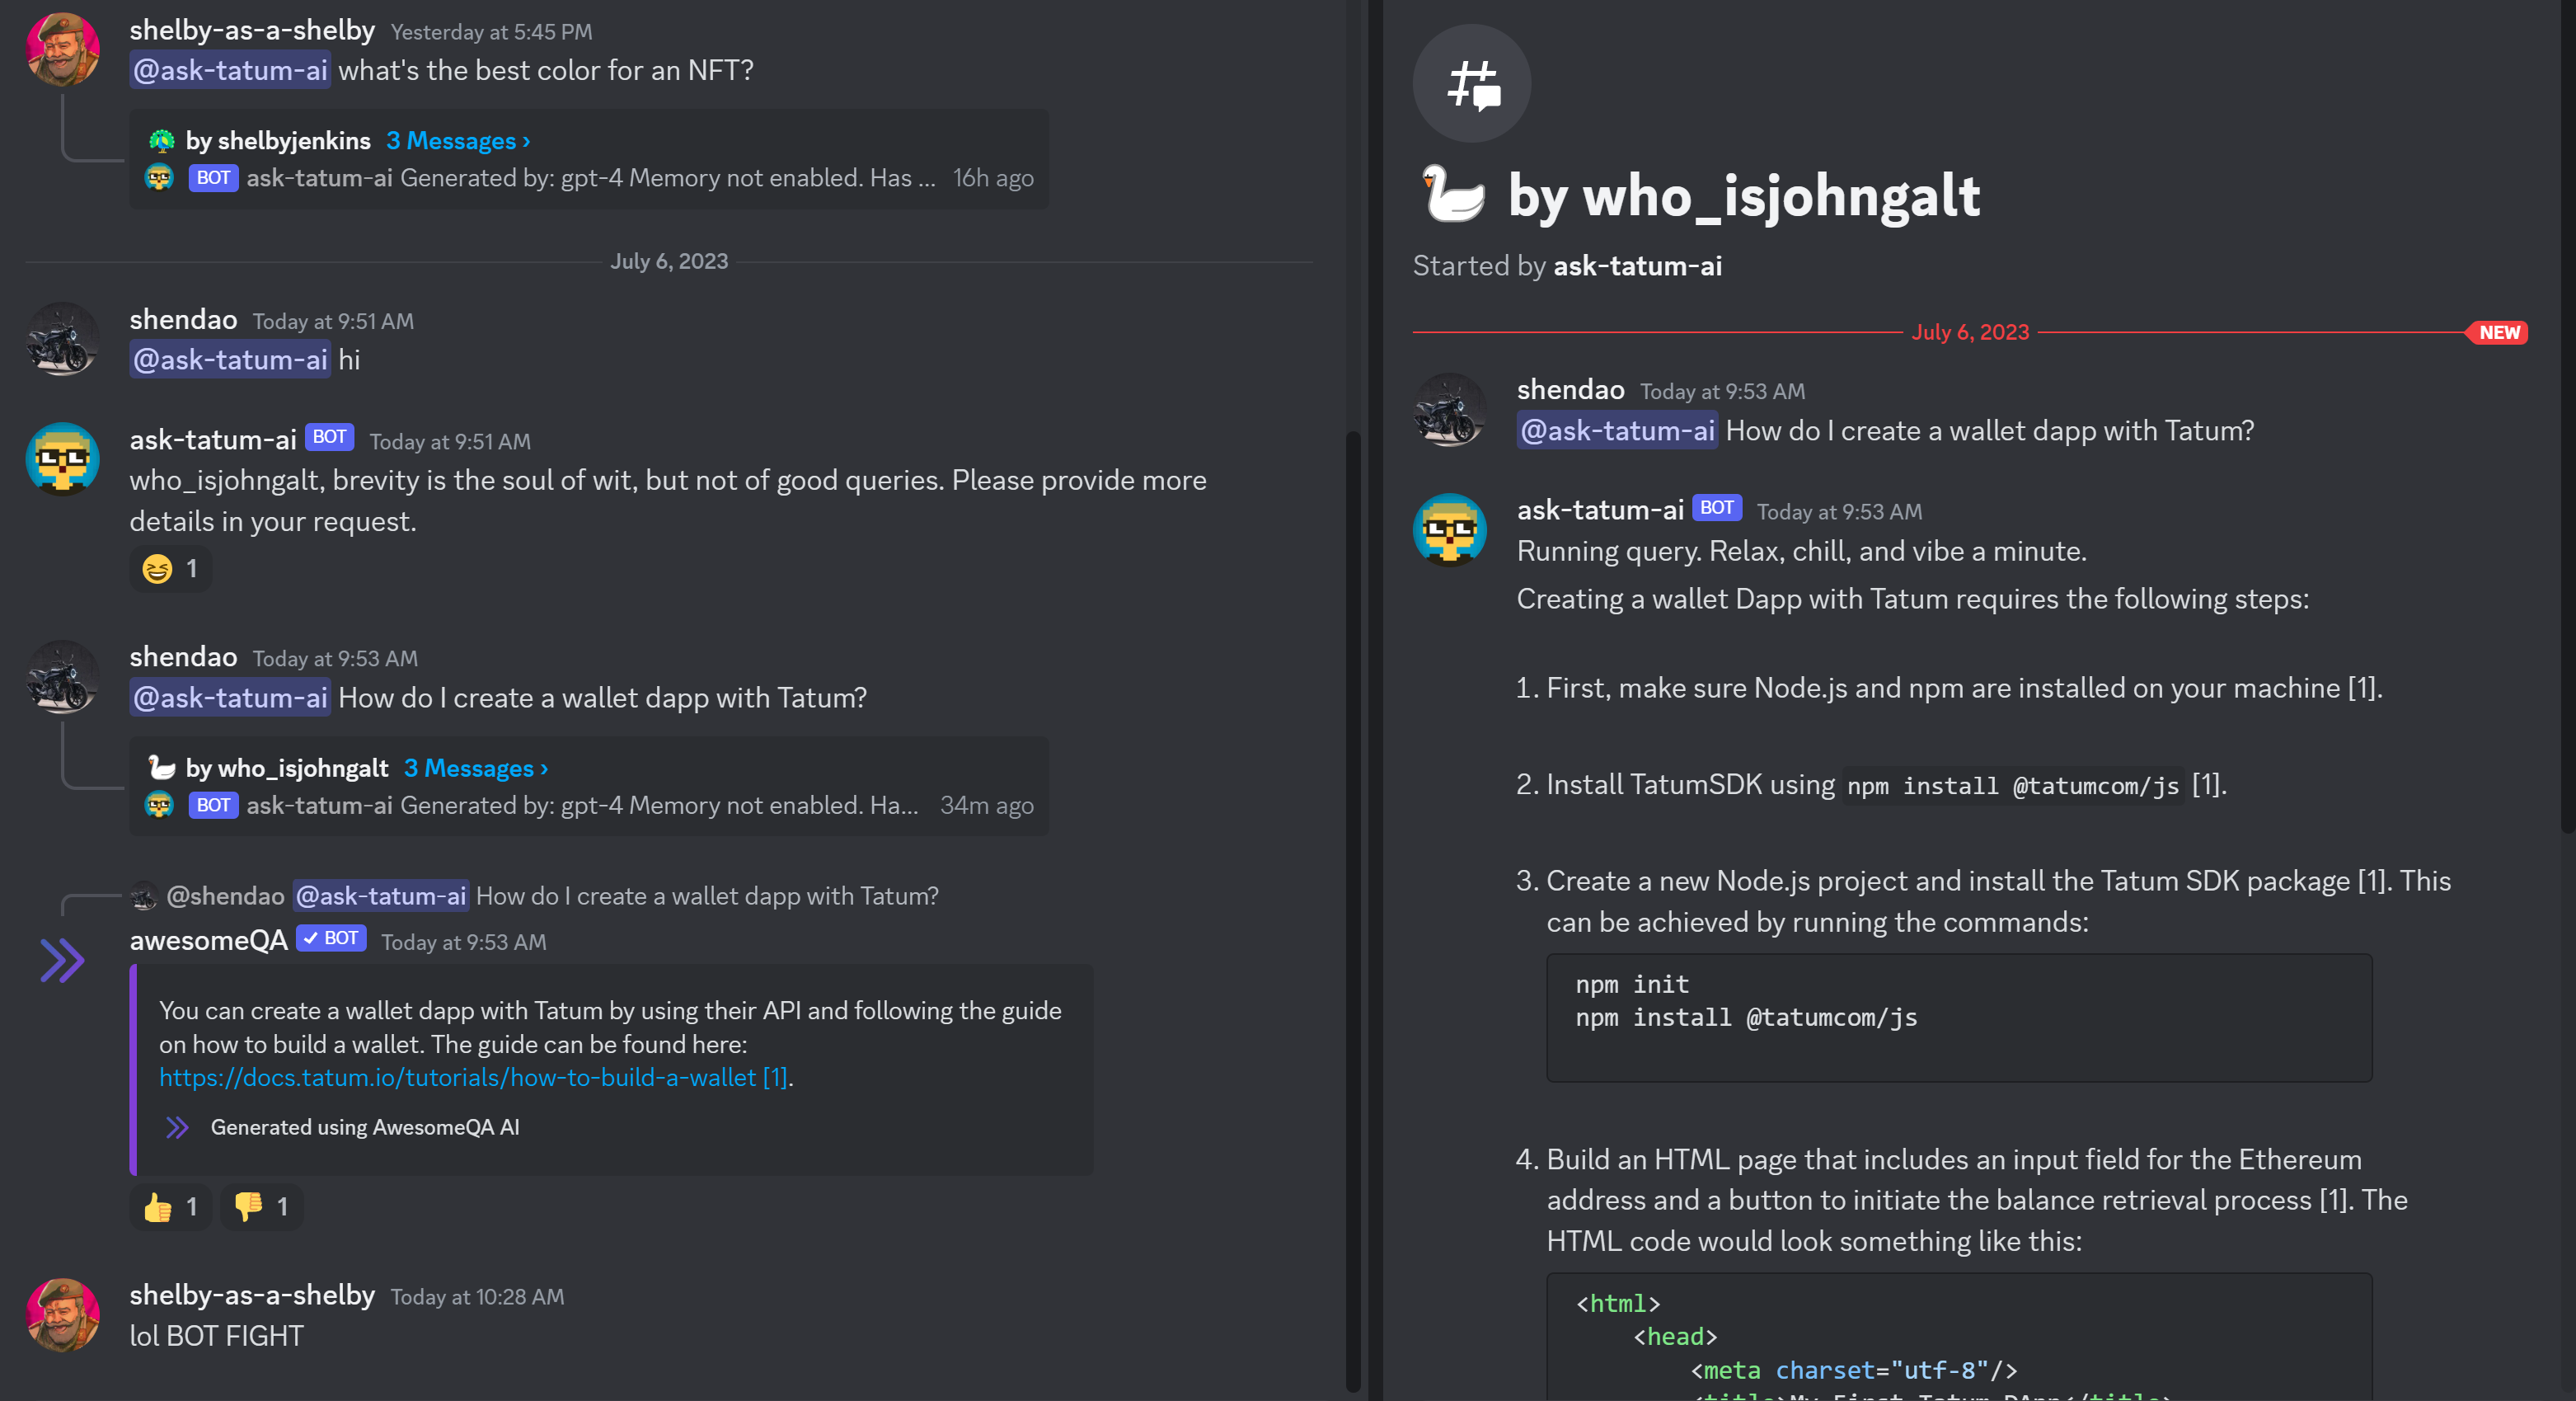 shelby-as-a-shelby Yesterday at 5:45 PM
@ask-tatum-ai what's the best color for an NFT?
by shelbyjenkins 3 Messages ›
BOT ask-tatum-ai Generated by: gpt-4 Memory not enabled. Has ... 16h ago
July 6, 2023
shendao Today at 9:51 AM
@ask-tatum-ai hi
ask-tatum-ai BOT Today at 9:51 AM
who_isjohngalt, brevity is the soul of wit, but not of good queries. Please provide more
details in your request.
1
shendao Today at 9:53 AM
@ask-tatum-ai How do I create a wallet dapp with Tatum?
by who_isjohngalt 3 Messages ›
BOT ask-tatum-ai Generated by: gpt-4 Memory not enabled. Ha... 34m ago
@shendao @ask-tatum-ai How do I create a wallet dapp with Tatum?
awesomeQA BOT Today at 9:53 AM
You can create a wallet dapp with Tatum by using their API and following the guide
on how to build a wallet. The guide can be found here:
https://docs.tatum.io/tutorials/how-to-build-a-wallet [1].
Generated using AwesomeQA AI
1 1
shelby-as-a-shelby Today at 10:28 AM
lol BOT FIGHT
by who_isjohngalt
Started by ask-tatum-ai
July 6, 2023 NEW
shendao Today at 9:53 AM
@ask-tatum-ai How do I create a wallet dapp with Tatum?
ask-tatum-ai BOT Today at 9:53 AM
Running query. Relax, chill, and vibe a minute.
Creating a wallet Dapp with Tatum requires the following steps:
1. First, make sure Node.js and npm are installed on your machine [1].
2. Install TatumSDK using npm install @tatumcom/js [1].
3. Create a new Node.js project and install the Tatum SDK package [1]. This
can be achieved by running the commands:
npm init
npm install @tatumcom/js
4. Build an HTML page that includes an input field for the Ethereum
address and a button to initiate the balance retrieval process [1]. The
HTML code would look something like this:
<html>
<head>
<meta charset="utf-8"/>
<title>My First Tatum DApp</title>